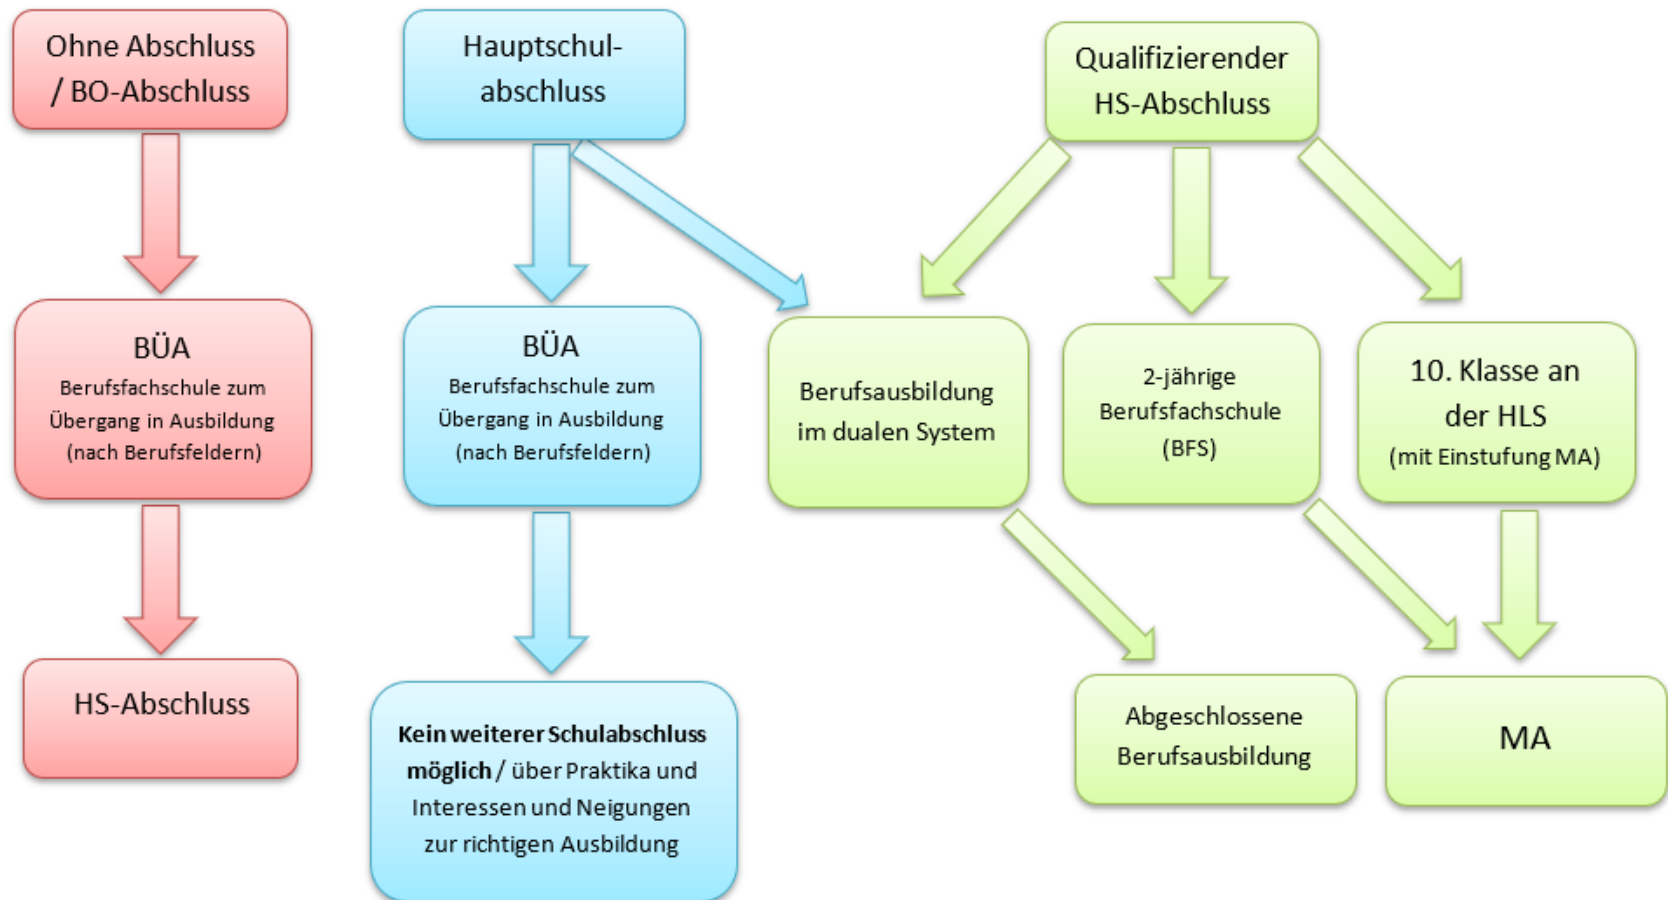 Ohne Abschluss
/ BO-Abschluss
Hauptschul-
abschluss
Qualifizierender
HS-Abschluss
BÜA
Berufsfachschule zum
Übergang in Ausbildung
(nach Berufsfeldern)
BÜA
Berufsfachschule zum
Übergang in Ausbildung
(nach Berufsfeldern)
Berufsausbildung
im dualen System
2-jährige
Berufsfachschule
(BFS)
10. Klasse an
der HLS
(mit Einstufung MA)
HS-Abschluss
Kein weiterer Schulabschluss
möglich / über Praktika und
Interessen und Neigungen
zur richtigen Ausbildung
Abgeschlossene
Berufsausbildung
MA